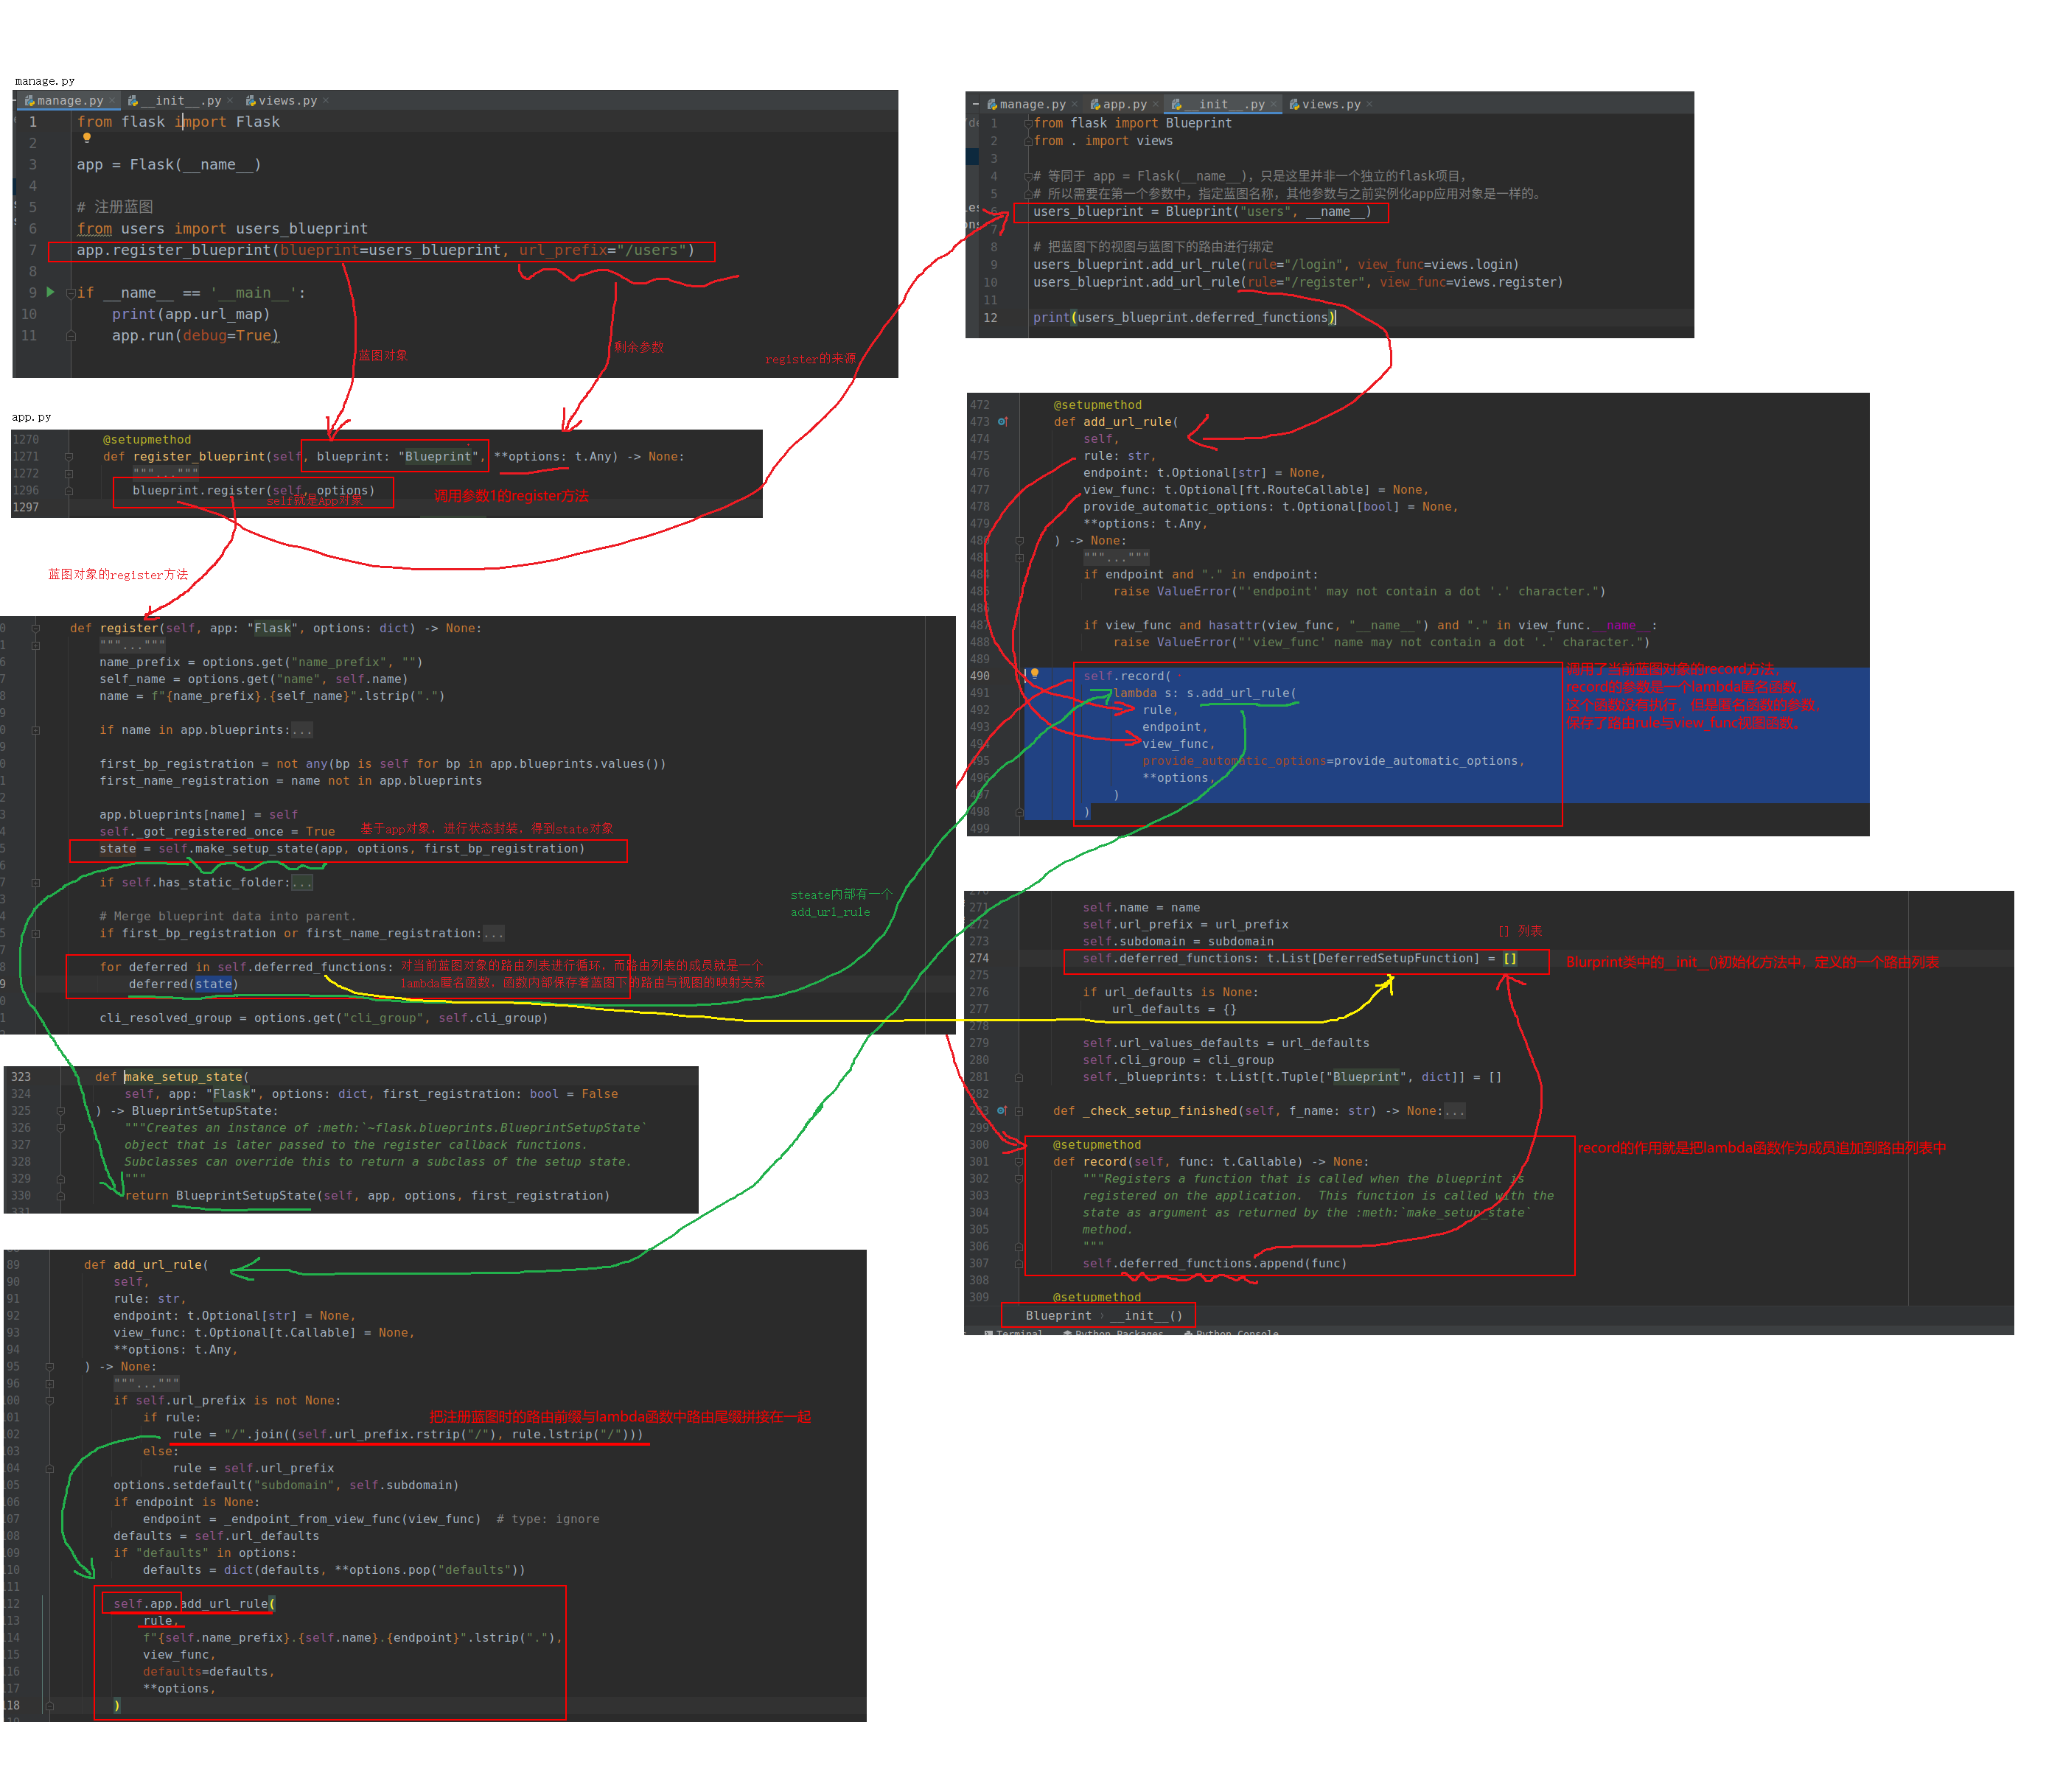 manage.py
manage.py × __init__.py × views.py ×
1 from flask import Flask
2
3 app = Flask(__name__)
4
5 # 注册蓝图
6 from users import users_blueprint
7 app.register_blueprint(blueprint=users_blueprint, url_prefix="/users")
8
9 if __name__ == '__main__':
10 print(app.url_map)
11 app.run(debug=True)
蓝图对象
剩余参数
register的来源
app.py
1270 @setupmethod
1271 def register_blueprint(self, blueprint: "Blueprint", **options: t.Any) -> None:
1272 """..."""
1296 blueprint.register(self, options)
1297
self就是App对象
调用参数1的register方法
蓝图对象的register方法
def register(self, app: "Flask", options: dict) -> None:
"""..."""
name_prefix = options.get("name_prefix", "")
self_name = options.get("name", self.name)
name = f"{name_prefix}.{self_name}".lstrip(".")
if name in app.blueprints:...
first_bp_registration = not any(bp is self for bp in app.blueprints.values())
first_name_registration = name not in app.blueprints
app.blueprints[name] = self
self._got_registered_once = True
基于app对象，进行状态封装，得到state对象
state = self.make_setup_state(app, options, first_bp_registration)
if self.has_static_folder:...
# Merge blueprint data into parent.
if first_bp_registration or first_name_registration:...
steate内部有一个
add_url_rule
for deferred in self.deferred_functions:
deferred(state)
对当前蓝图对象的路由列表进行循环，而路由列表的成员就是一个
lambda匿名函数，函数内部保存着蓝图下的路由与视图的映射关系
cli_resolved_group = options.get("cli_group", self.cli_group)
323 def make_setup_state(
324 self, app: "Flask", options: dict, first_registration: bool = False
325 ) -> BlueprintSetupState:
326 """Creates an instance of :meth:`~flask.blueprints.BlueprintSetupState`
327 object that is later passed to the register callback functions.
328 Subclasses can override this to return a subclass of the setup state.
329 """
330 return BlueprintSetupState(self, app, options, first_registration)
331
89 def add_url_rule(
90 self,
91 rule: str,
92 endpoint: t.Optional[str] = None,
93 view_func: t.Optional[t.Callable] = None,
94 **options: t.Any,
95 ) -> None:
96 """..."""
100 if self.url_prefix is not None:
101 if rule:
102 rule = "/".join((self.url_prefix.rstrip("/"), rule.lstrip("/")))
103 else:
104 rule = self.url_prefix
105 options.setdefault("subdomain", self.subdomain)
106 if endpoint is None:
107 endpoint = _endpoint_from_view_func(view_func) # type: ignore
108 defaults = self.url_defaults
109 if "defaults" in options:
110 defaults = dict(defaults, **options.pop("defaults"))
111
112 self.app.add_url_rule(
113 rule,
114 f"{self.name_prefix}.{self.name}.{endpoint}".lstrip("."),
115 view_func,
116 defaults=defaults,
117 **options,
118 )
把注册蓝图时的路由前缀与lambda函数中路由尾缀拼接在一起
manage.py × app.py × __init__.py × views.py ×
1 from flask import Blueprint
2 from . import views
3
4 # 等同于 app = Flask(__name__)，只是这里并非一个独立的flask项目，
5 # 所以需要在第一个参数中，指定蓝图名称，其他参数与之前实例化app应用对象是一样的。
6 users_blueprint = Blueprint("users", __name__)
7
8 # 把蓝图下的视图与蓝图下的路由进行绑定
9 users_blueprint.add_url_rule(rule="/login", view_func=views.login)
10 users_blueprint.add_url_rule(rule="/register", view_func=views.register)
11
12 print(users_blueprint.deferred_functions)
472 @setupmethod
473 def add_url_rule(
474 self,
475 rule: str,
476 endpoint: t.Optional[str] = None,
477 view_func: t.Optional[ft.RouteCallable] = None,
478 provide_automatic_options: t.Optional[bool] = None,
479 **options: t.Any,
480 ) -> None:
481 """..."""
484 if endpoint and "." in endpoint:
485 raise ValueError("'endpoint' may not contain a dot '.' character.")
486
487 if view_func and hasattr(view_func, "__name__") and "." in view_func.__name__:
488 raise ValueError("'view_func' name may not contain a dot '.' character.")
489
490 self.record(
491 lambda s: s.add_url_rule(
492 rule,
493 endpoint,
494 view_func,
495 provide_automatic_options=provide_automatic_options,
496 **options,
497 )
498 )
499
调用了当前蓝图对象的record方法，
record的参数是一个lambda匿名函数，
这个函数没有执行，但是匿名函数的参数，
保存了路由rule与view_func视图函数。
270
271 self.name = name
272 self.url_prefix = url_prefix
273 self.subdomain = subdomain
[] 列表
274 self.deferred_functions: t.List[DeferredSetupFunction] = []
Blurprint类中的__init__()初始化方法中，定义的一个路由列表
275
276 if url_defaults is None:
277 url_defaults = {}
278
279 self.url_values_defaults = url_defaults
280 self.cli_group = cli_group
281 self._blueprints: t.List[t.Tuple["Blueprint", dict]] = []
282
283 def _check_setup_finished(self, f_name: str) -> None:...
299
300 @setupmethod
301 def record(self, func: t.Callable) -> None:
302 """Registers a function that is called when the blueprint is
303 registered on the application. This function is called with the
304 state as argument as returned by the :meth:`make_setup_state`
305 method.
306 """
307 self.deferred_functions.append(func)
308
309 @setupmethod
record的作用就是把lambda函数作为成员追加到路由列表中
Blueprint › __init__()
Terminal Python Packages Python Console